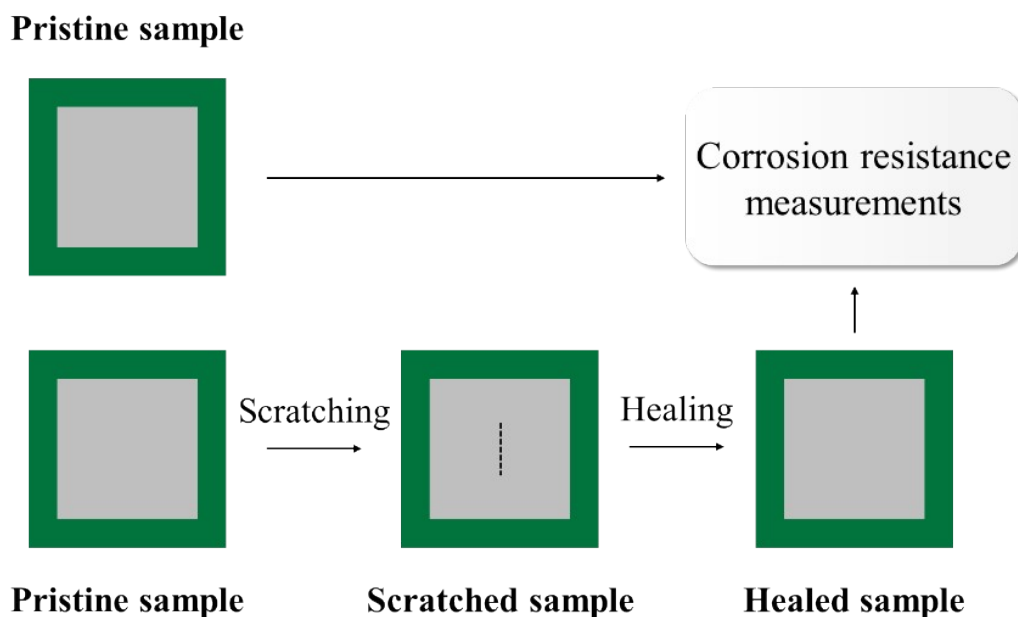 Pristine sample
Corrosion resistance
measurements
Scratching
Healing
Pristine sample
Scratched sample
Healed sample